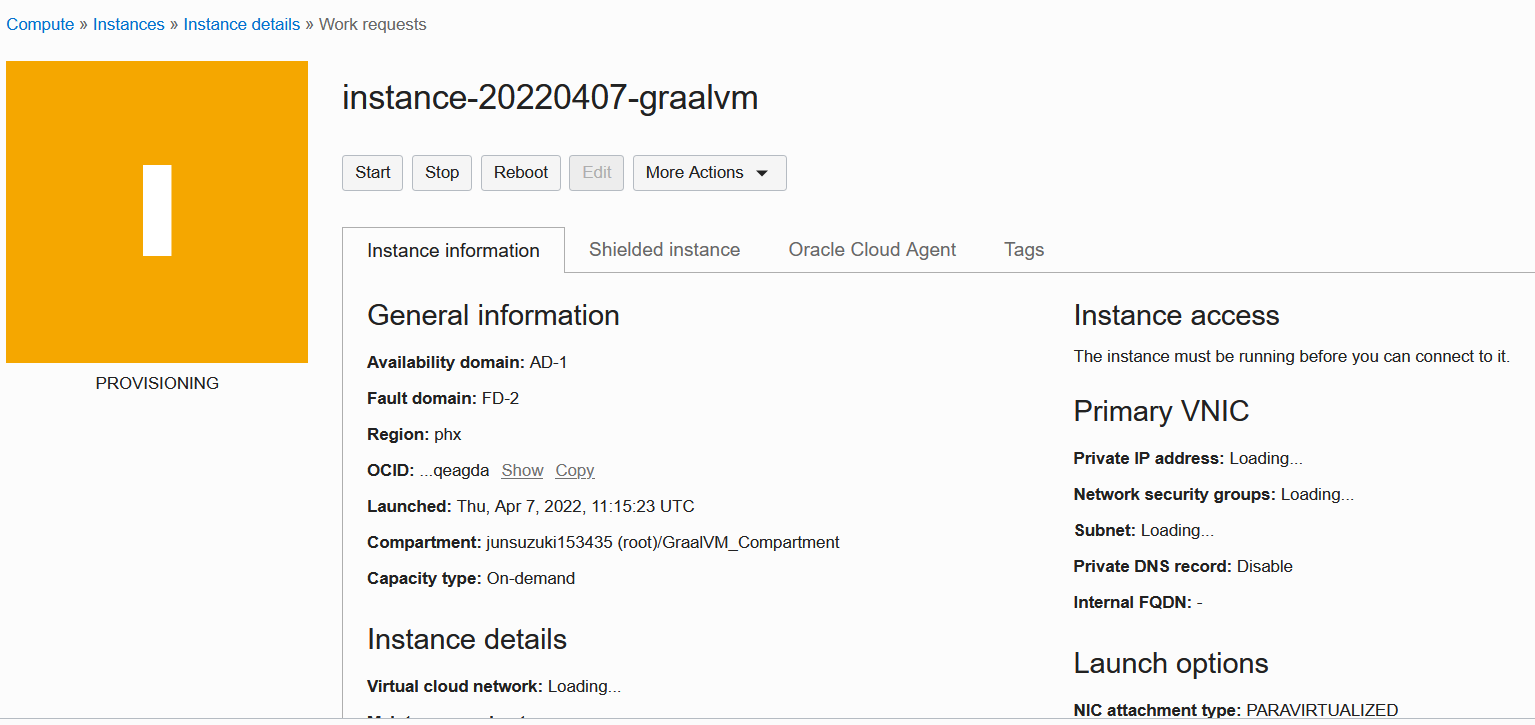 Compute » Instances » Instance details » Work requests
I
PROVISIONING
instance-20220407-graalvm
Start Stop Reboot Edit More Actions
Instance information Shielded instance Oracle Cloud Agent Tags
General information
Availability domain: AD-1
Fault domain: FD-2
Region: phx
OCID: ...qeagda Show Copy
Launched: Thu, Apr 7, 2022, 11:15:23 UTC
Compartment: junsuzuki153435 (root)/GraalVM_Compartment
Capacity type: On-demand
Instance details
Virtual cloud network: Loading...
Instance access
The instance must be running before you can connect to it.
Primary VNIC
Private IP address: Loading...
Network security groups: Loading...
Subnet: Loading...
Private DNS record: Disable
Internal FQDN: -
Launch options
NIC attachment type: PARAVIRTUALIZED